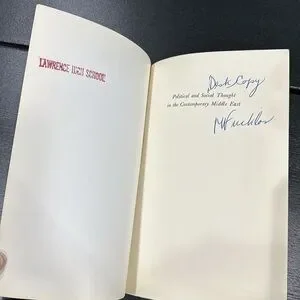 LAWRENCE HIGH SCHOOL
Desk Copy
Political and Social Thought
in the Contemporary Middle East